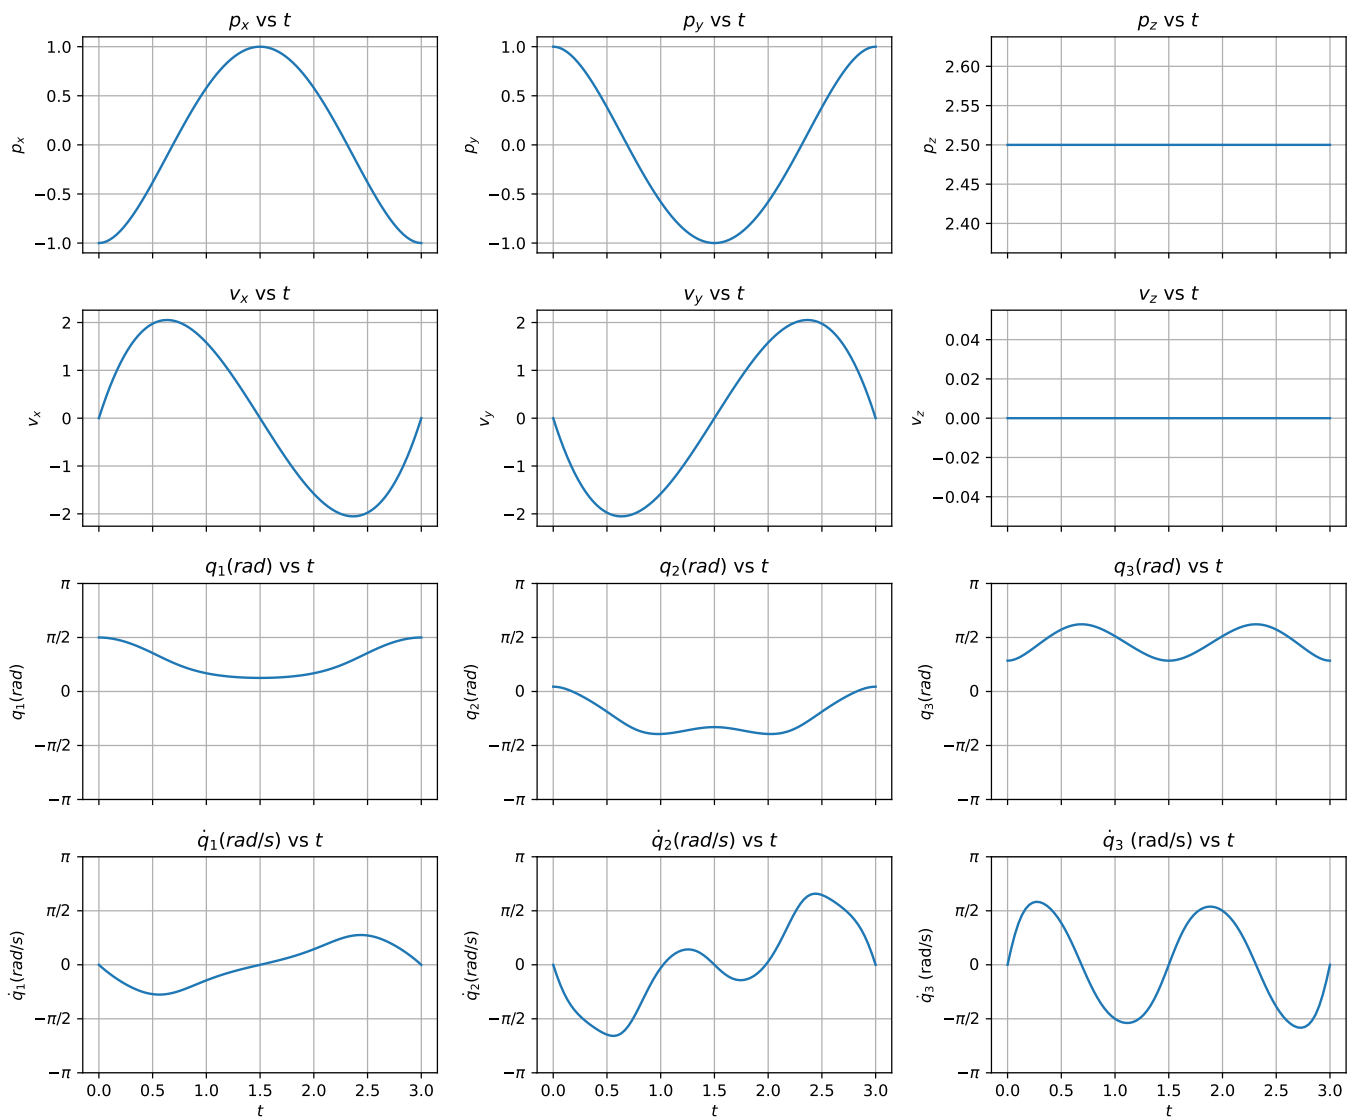 p_x vs t
p_y vs t
p_z vs t
p_x
1.0
0.5
0.0
−0.5
−1.0
p_y
1.0
0.5
0.0
−0.5
−1.0
p_z
2.60
2.55
2.50
2.45
2.40
v_x vs t
v_y vs t
v_z vs t
v_x
2
1
0
−1
−2
v_y
2
1
0
−1
−2
v_z
0.04
0.02
0.00
−0.02
−0.04
q_1(rad) vs t
q_2(rad) vs t
q_3(rad) vs t
q_1(rad)
π
π/2
0
−π/2
−π
q_2(rad)
π
π/2
0
−π/2
−π
q_3(rad)
π
π/2
0
−π/2
−π
q̇_1(rad/s) vs t
q̇_2(rad/s) vs t
q̇_3 (rad/s) vs t
q̇_1(rad/s)
π
π/2
0
−π/2
−π
0.0 0.5 1.0 1.5 2.0 2.5 3.0
t
q̇_2(rad/s)
π
π/2
0
−π/2
−π
0.0 0.5 1.0 1.5 2.0 2.5 3.0
t
q̇_3 (rad/s)
π
π/2
0
−π/2
−π
0.0 0.5 1.0 1.5 2.0 2.5 3.0
t